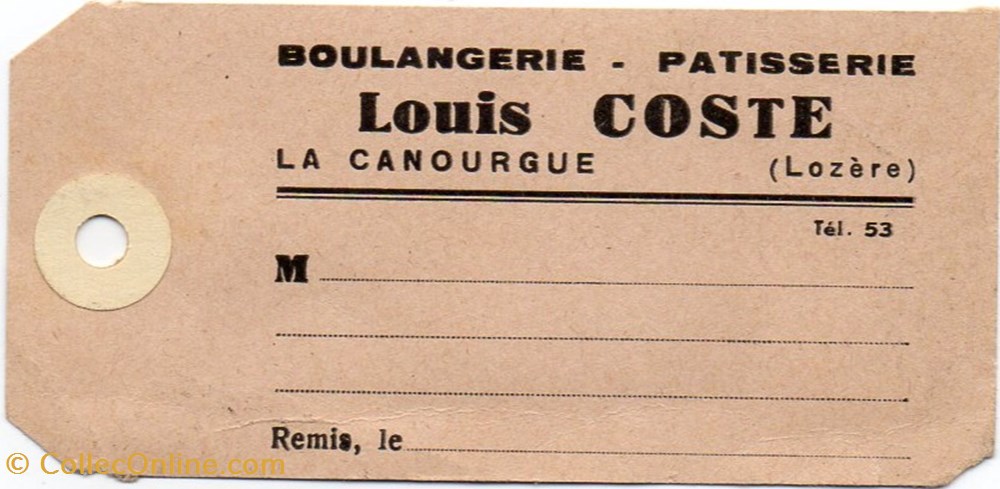 BOULANGERIE - PATISSERIE
Louis COSTE
LA CANOURGUE (Lozère)
Tél. 53
M
Remis, le
© CollecOnline.com